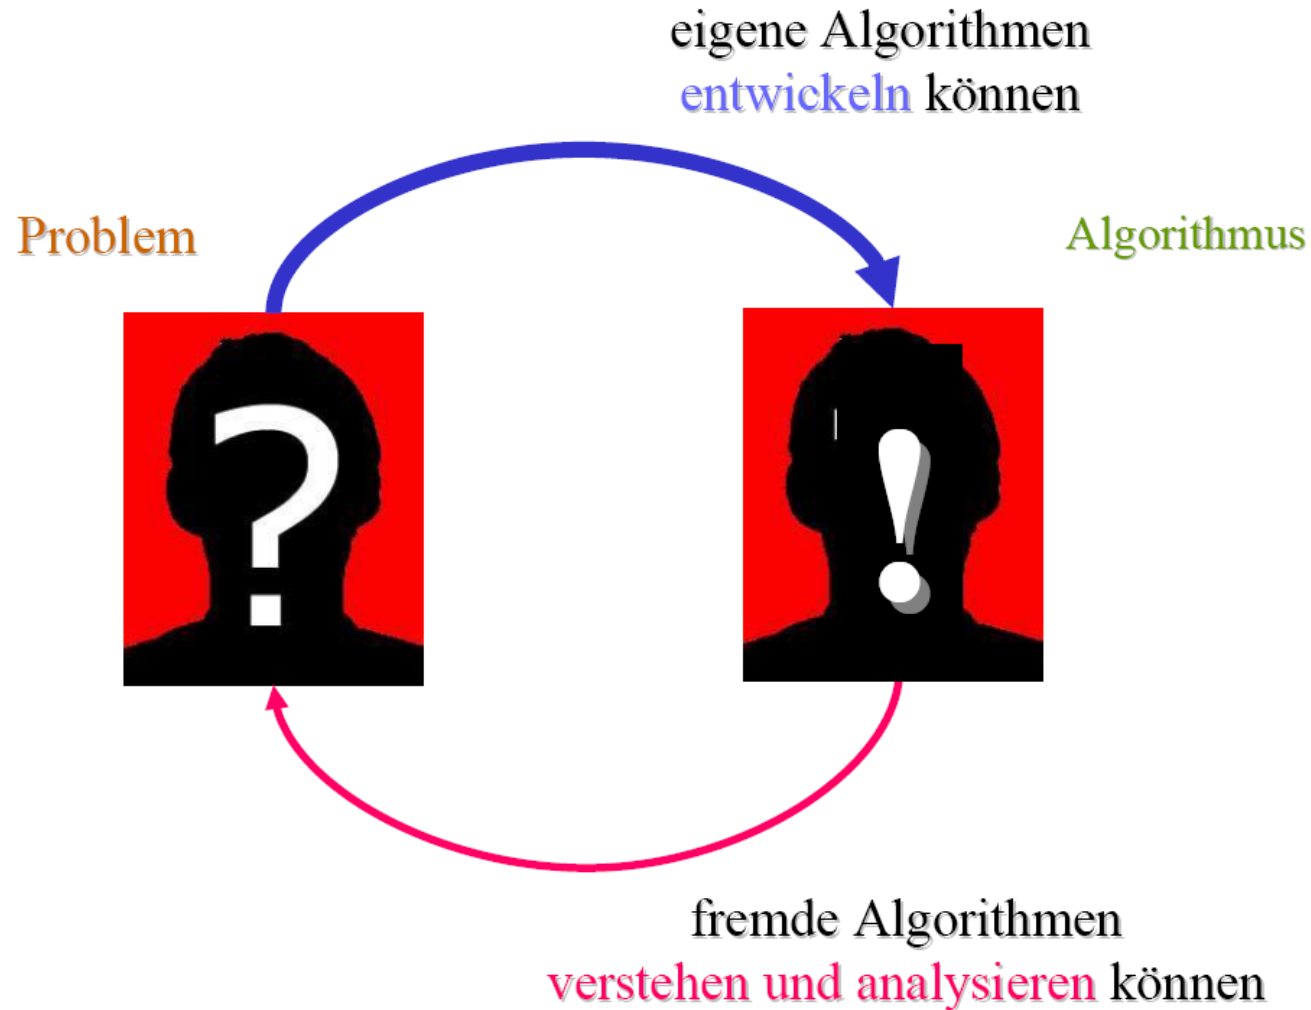 eigene Algorithmen
entwickeln können
Problem
Algorithmus
?
!
fremde Algorithmen
verstehen und analysieren können